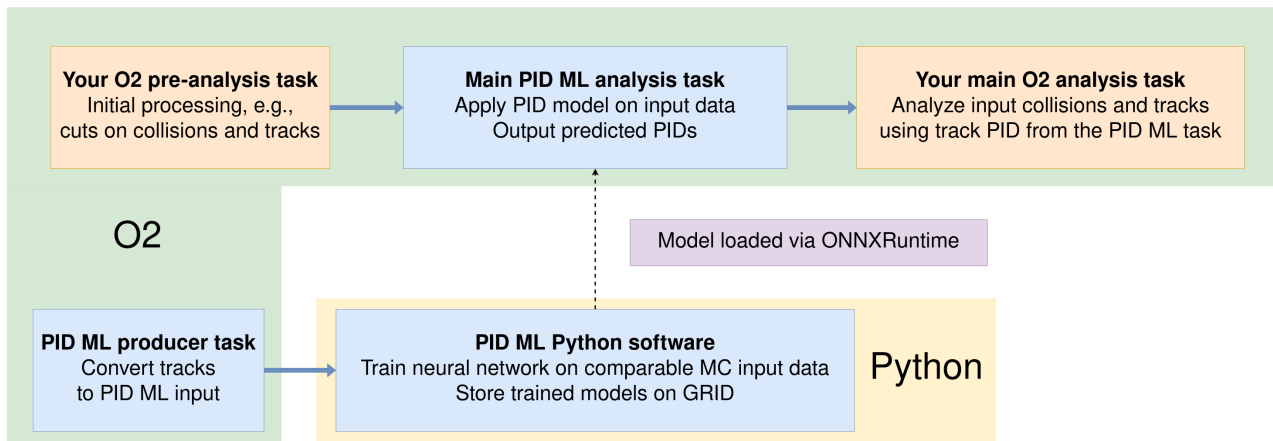 Your O2 pre-analysis task
Initial processing, e.g.,
cuts on collisions and tracks
Main PID ML analysis task
Apply PID model on input data
Output predicted PIDs
Your main O2 analysis task
Analyze input collisions and tracks
using track PID from the PID ML task
O2
Model loaded via ONNXRuntime
PID ML producer task
Convert tracks
to PID ML input
PID ML Python software
Train neural network on comparable MC input data
Store trained models on GRID
Python